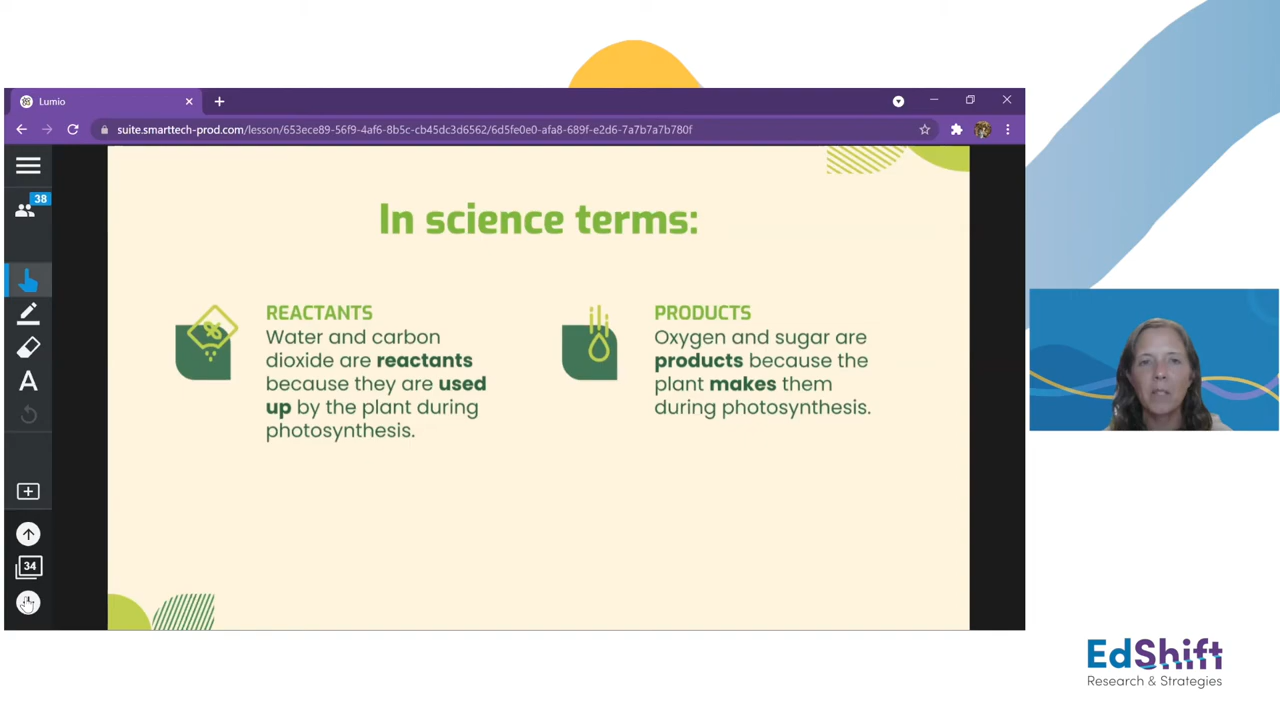 Lumio
suite.smarttech-prod.com/lesson/653ece89-56f9-4af6-8b5c-cb45dc3d6562/6d5fe0e0-afa8-689f-e2d6-7a7b7a7b780f
38
In science terms:
REACTANTS
Water and carbon
dioxide are reactants
because they are used
up by the plant during
photosynthesis.
PRODUCTS
Oxygen and sugar are
products because the
plant makes them
during photosynthesis.
A
34
EdShift
Research & Strategies